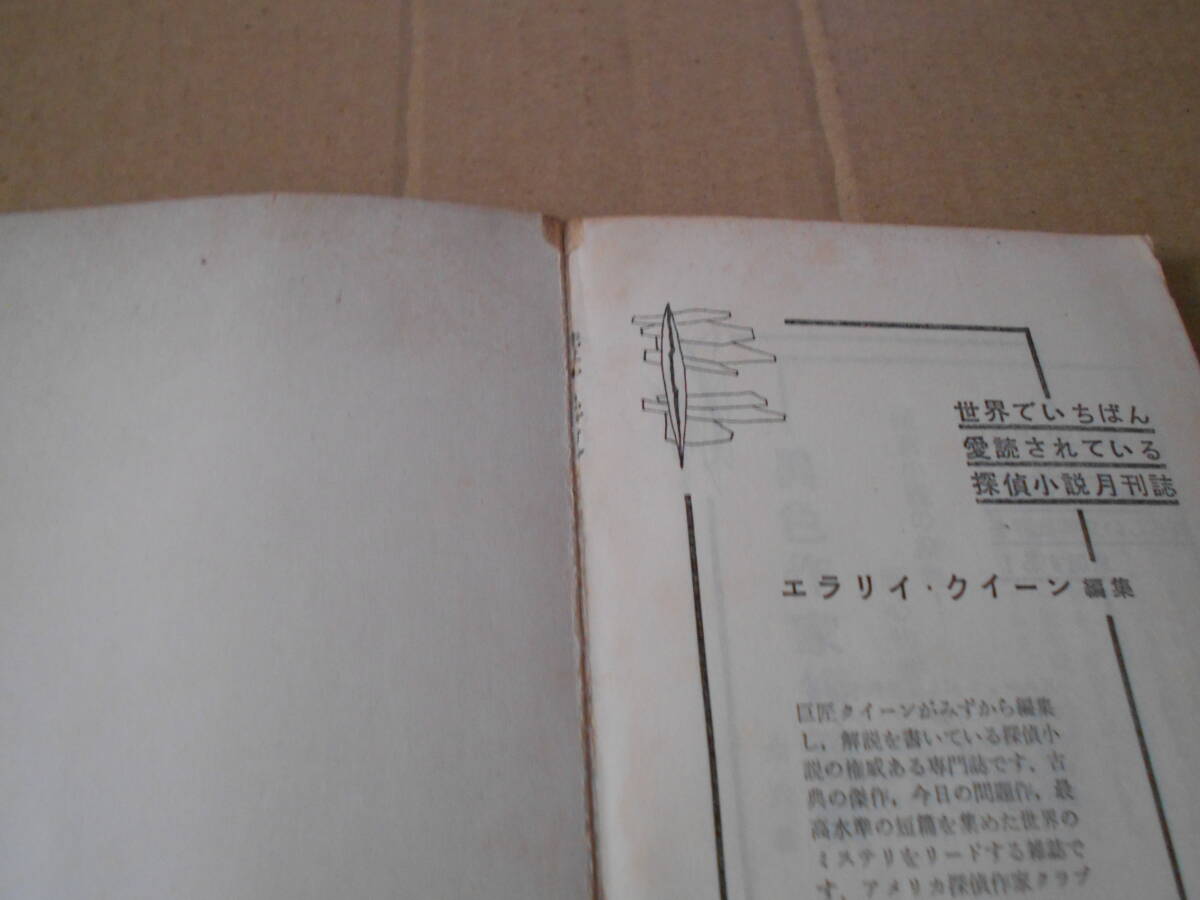 世界でいちばん
愛読されている
探偵小説月刊誌
エラリイ・クイーン 編集
巨匠クイーンがみずから編集
し、解説を書いている探偵小
説の権威ある専門誌です、古
典の傑作、今日の問題作、最
高水準の短篇を集めた世界の
ミステリをリードする雑誌で
す、アメリカ探偵作家クラブ